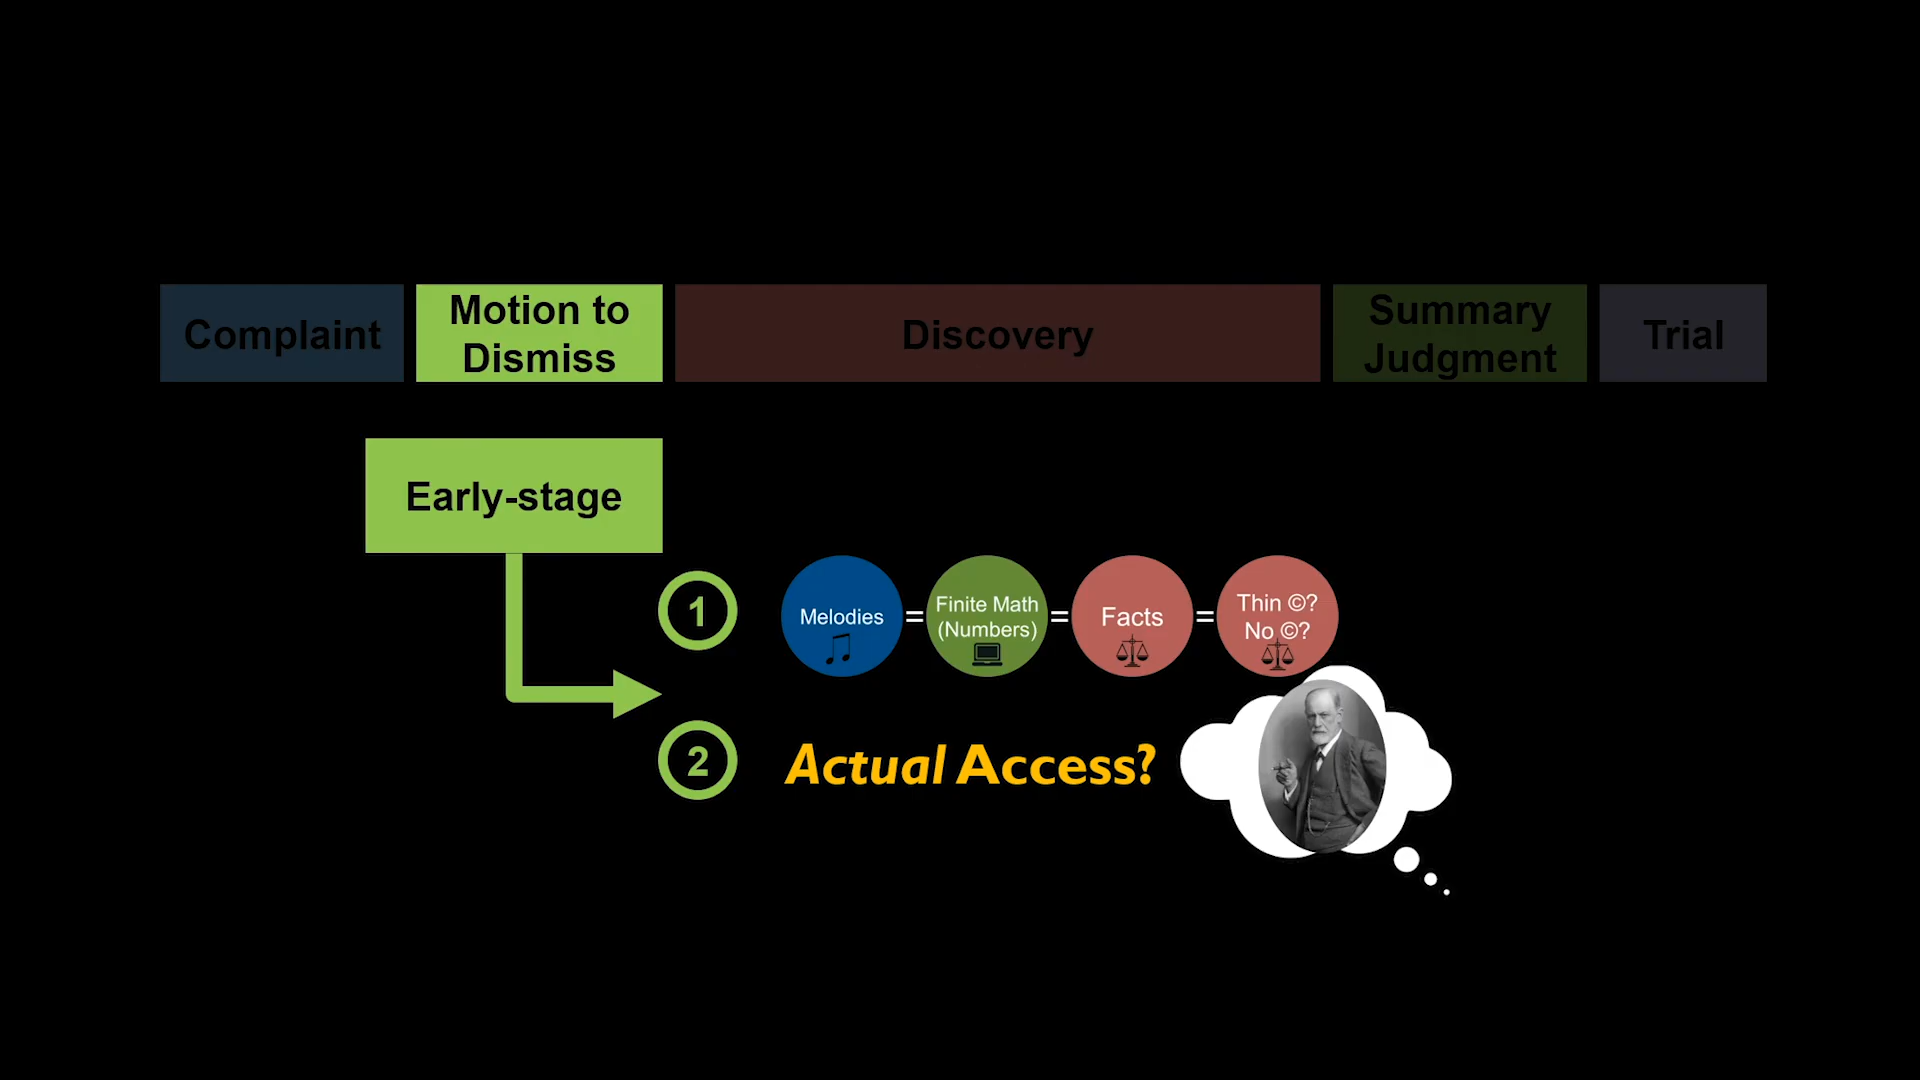 Complaint
Motion to
Dismiss
Discovery
Summary
Judgment
Trial
Early-stage
1
Melodies
=
Finite Math
(Numbers)
=
Facts
=
Thin ©?
No ©?
2
Actual Access?